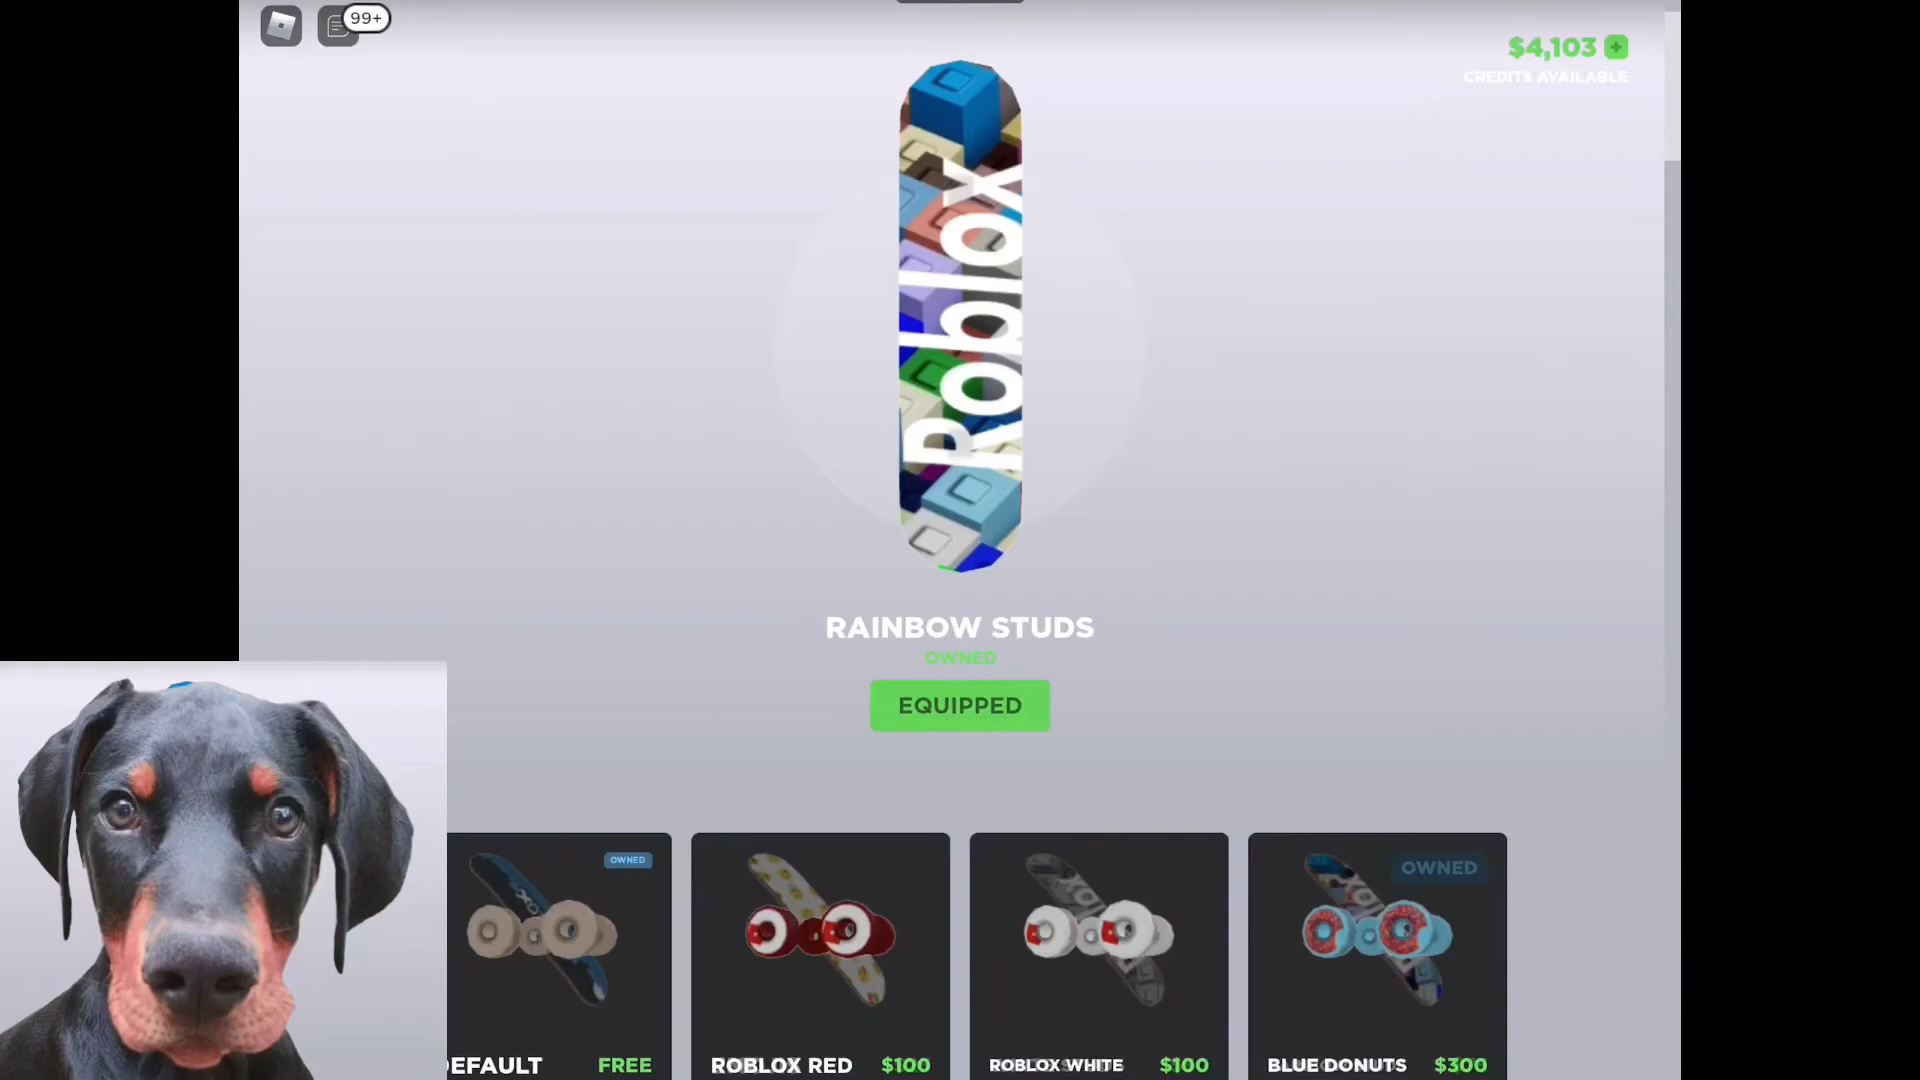 99+
$4,103 +
CREDITS AVAILABLE
Roblox
RAINBOW STUDS
OWNED
EQUIPPED
OWNED
OWNED
DEFAULT FREE
ROBLOX RED $100
ROBLOX WHITE $100
BLUE DONUTS $300